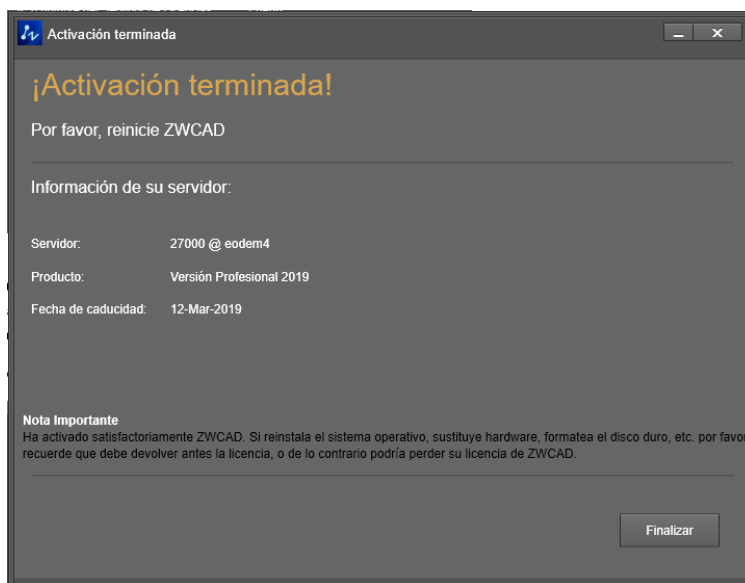 Activación terminada
¡Activación terminada!
Por favor, reinicie ZWCAD
Información de su servidor:
Servidor: 27000 @ eodem4
Producto: Versión Profesional 2019
Fecha de caducidad: 12-Mar-2019
Nota Importante
Ha activado satisfactoriamente ZWCAD. Si reinstala el sistema operativo, sustituye hardware, formatea el disco duro, etc. por favor
recuerde que debe devolver antes la licencia, o de lo contrario podría perder su licencia de ZWCAD.
Finalizar